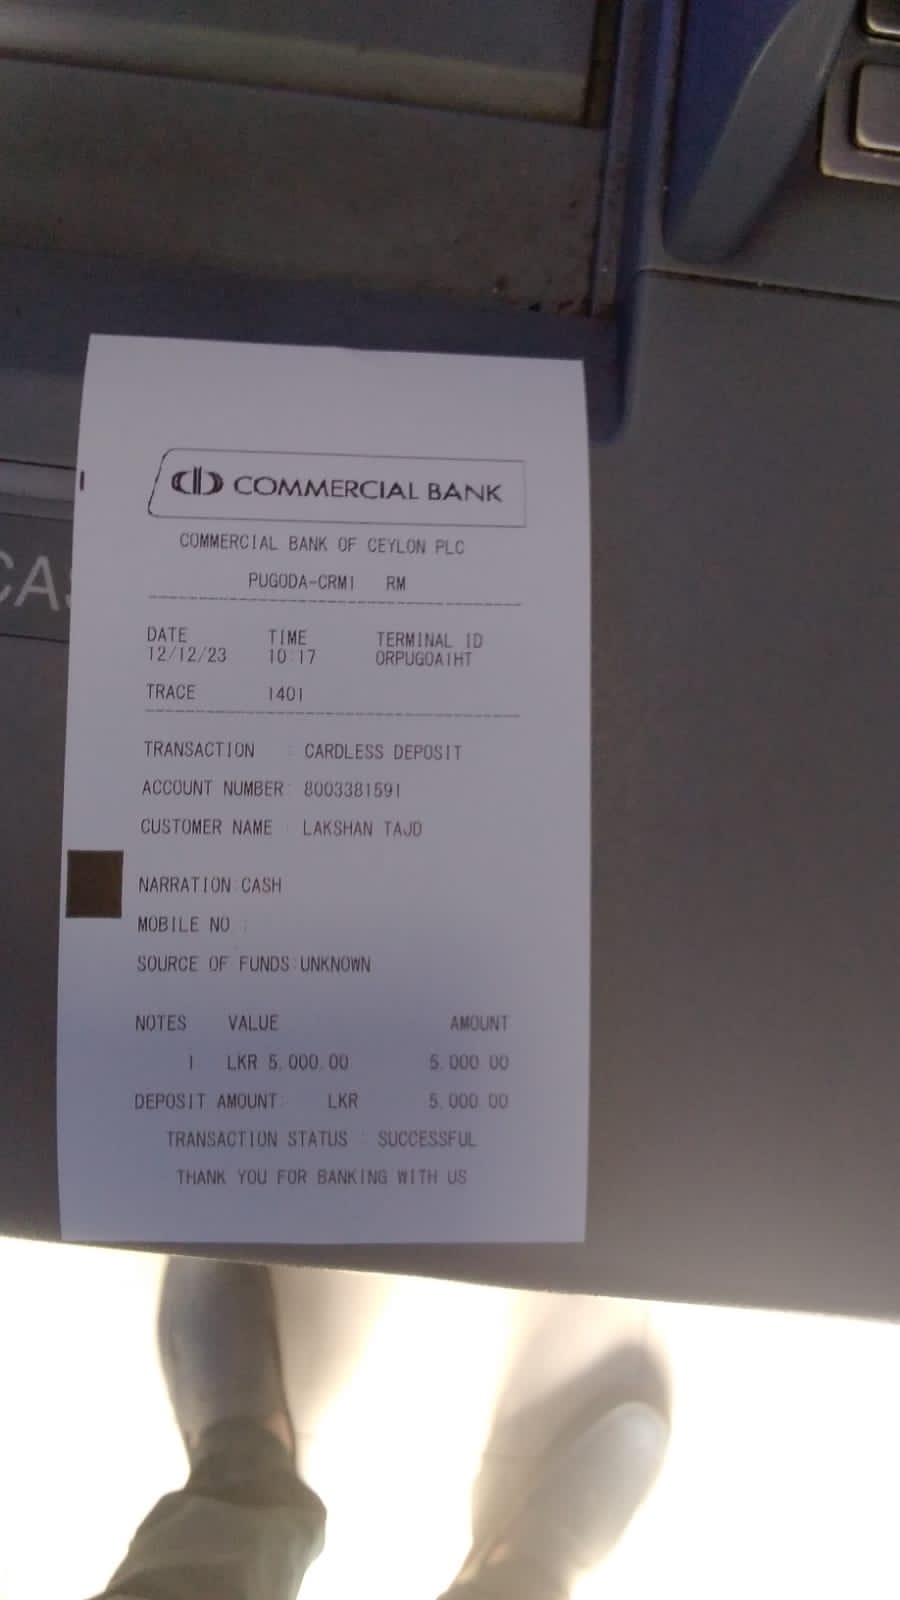 CA
COMMERCIAL BANK
COMMERCIAL BANK OF CEYLON PLC
PUGODA-CRM1 RM
DATE TIME TERMINAL ID
12/12/23 10:17 ORPUGOA1HT
TRACE 1401
TRANSACTION : CARDLESS DEPOSIT
ACCOUNT NUMBER: 8003381591
CUSTOMER NAME : LAKSHAN TAJD
NARRATION:CASH
MOBILE NO :
SOURCE OF FUNDS:UNKNOWN
NOTES VALUE AMOUNT
1 LKR 5,000.00 5,000.00
DEPOSIT AMOUNT: LKR 5,000.00
TRANSACTION STATUS : SUCCESSFUL
THANK YOU FOR BANKING WITH US